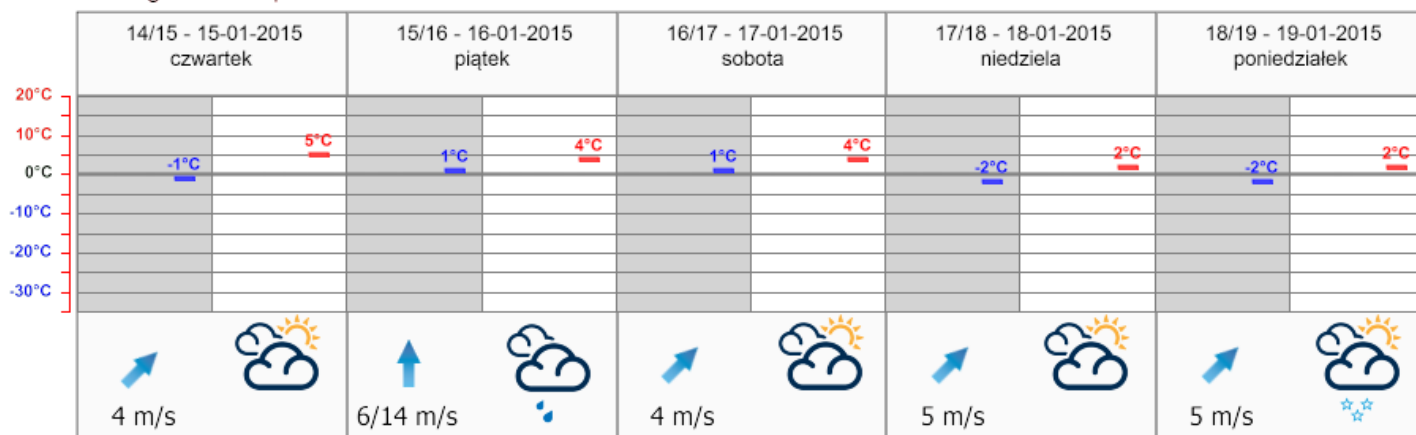 14/15 - 15-01-2015 15/16 - 16-01-2015 16/17 - 17-01-2015 17/18 - 18-01-2015 18/19 - 19-01-2015
czwartek piątek sobota niedziela poniedziałek
20°C
10°C 5°C 4°C 4°C 2°C 2°C
0°C -1°C 1°C 1°C -2°C -2°C
-10°C
-20°C
-30°C
4 m/s 6/14 m/s 4 m/s 5 m/s 5 m/s